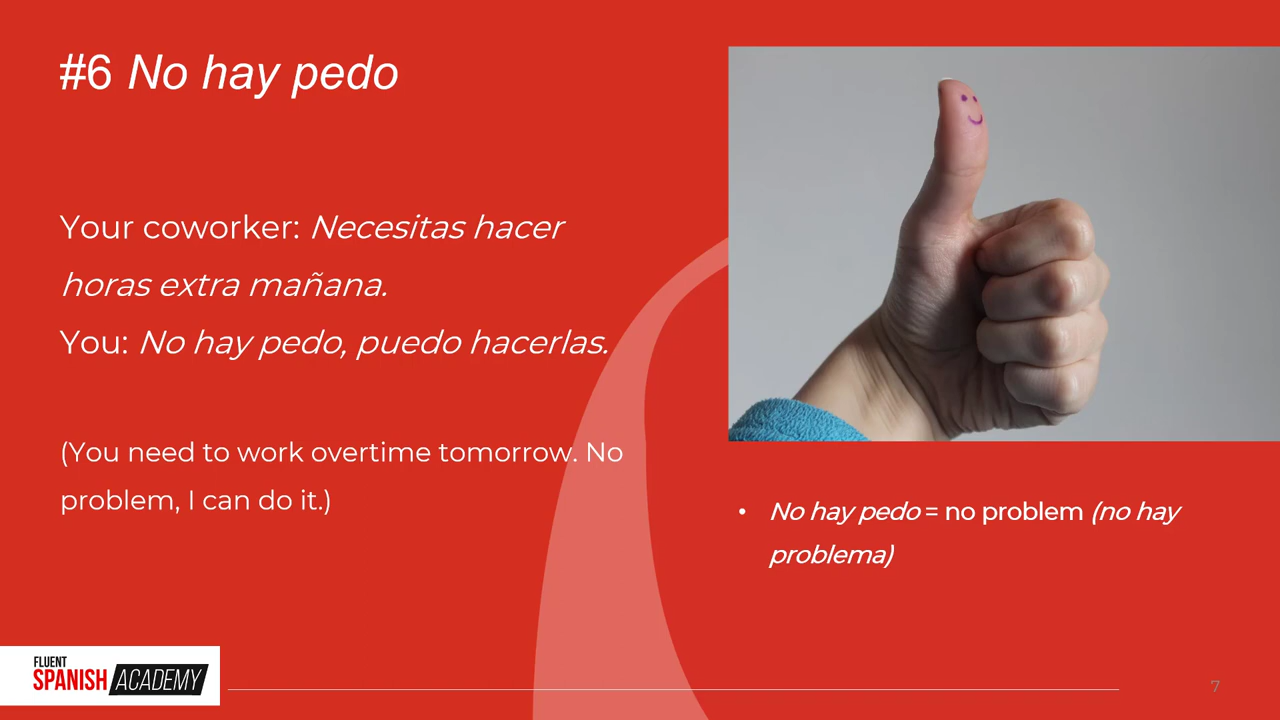 #6 No hay pedo
Your coworker: Necesitas hacer
horas extra mañana.
You: No hay pedo, puedo hacerlas.
(You need to work overtime tomorrow. No
problem, I can do it.)
• No hay pedo = no problem (no hay
problema)
FLUENT
SPANISH ACADEMY
7